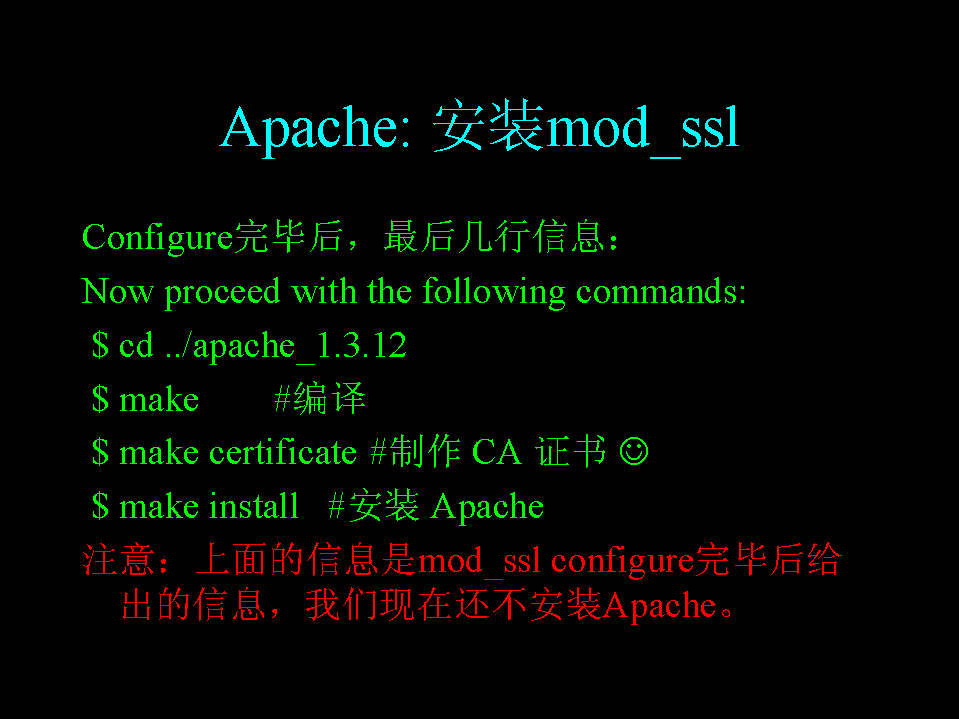 Apache: 安装mod_ssl
Configure完毕后，最后几行信息：
Now proceed with the following commands:
$ cd ../apache_1.3.12
$ make #编译
$ make certificate #制作 CA 证书 ☺
$ make install #安装 Apache
注意：上面的信息是mod_ssl configure完毕后给
出的信息，我们现在还不安装Apache。